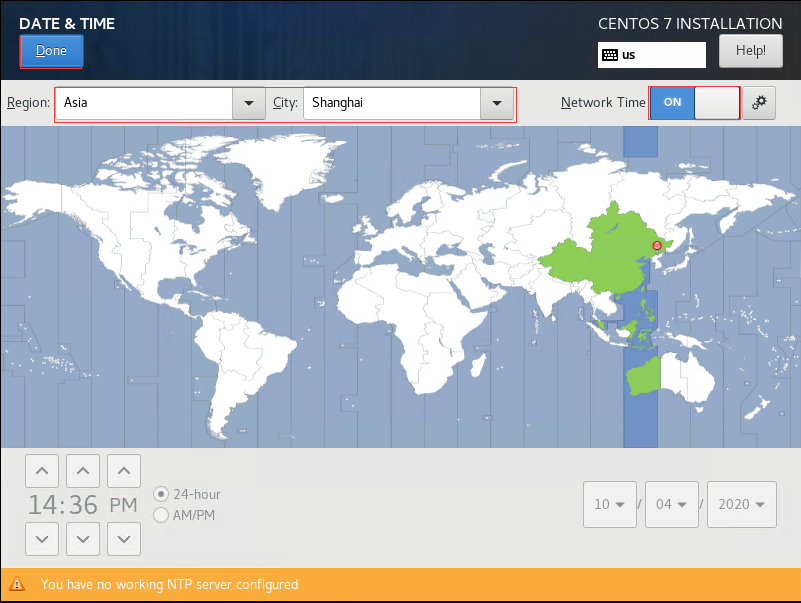 DATE & TIME
CENTOS 7 INSTALLATION
Done
us
Help!
Region:
Asia
City:
Shanghai
Network Time
ON
14:36 PM
24-hour
AM/PM
10 / 04 / 2020
You have no working NTP server configured